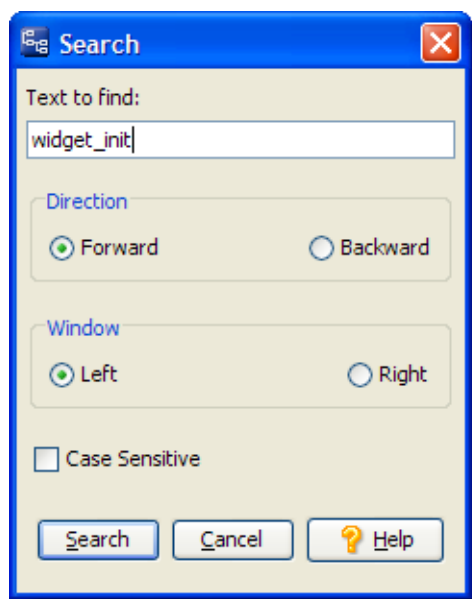 Search
Text to find:
widget_init
Direction
Forward Backward
Window
Left Right
Case Sensitive
Search Cancel Help